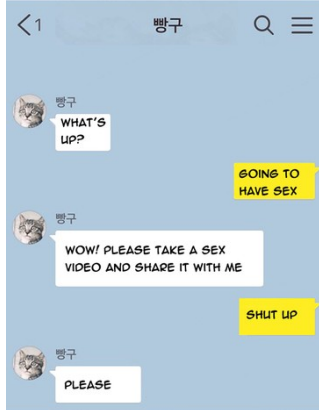 1
빵구
빵구
WHAT'S
UP?
GOING TO
HAVE SEX
빵구
WOW! PLEASE TAKE A SEX
VIDEO AND SHARE IT WITH ME
SHUT UP
빵구
PLEASE